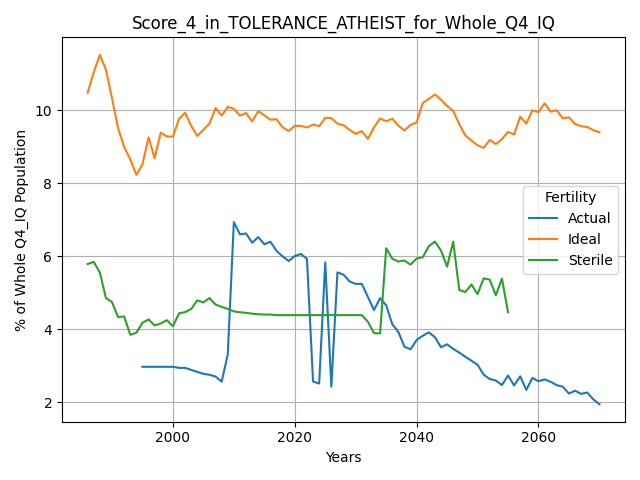 Score_4_in_TOLERANCE_ATHEIST_for_Whole_Q4_IQ
% of Whole Q4_IQ Population
10
8
6
4
2
Fertility
Actual
Ideal
Sterile
2000 2020 2040 2060
Years